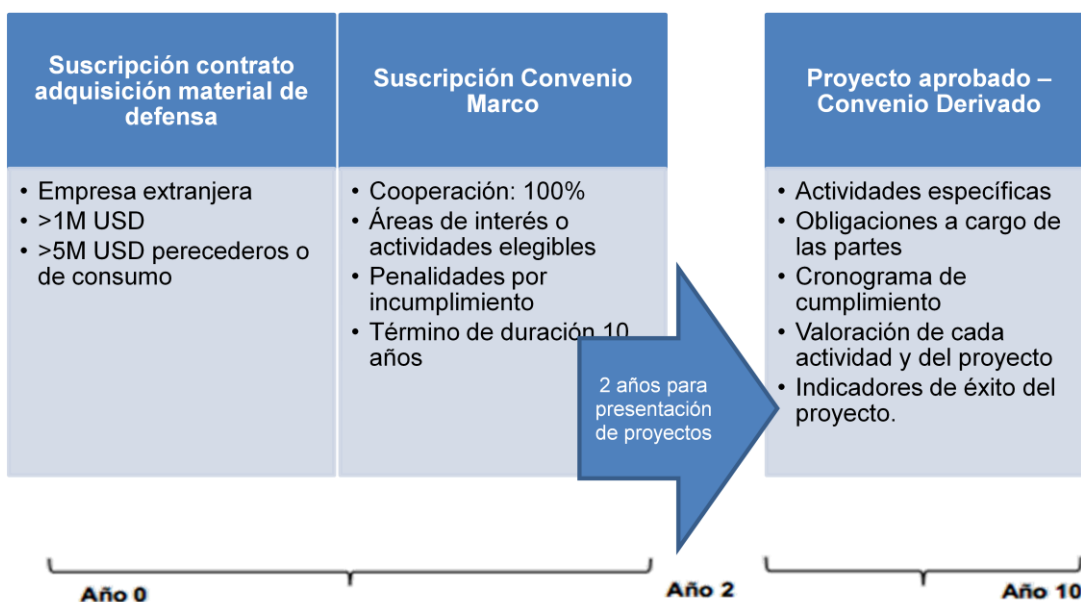 Suscripción contrato
adquisición material de
defensa
• Empresa extranjera
• >1M USD
• >5M USD perecederos o
de consumo
Suscripción Convenio
Marco
• Cooperación: 100%
• Áreas de interés o
actividades elegibles
• Penalidades por
incumplimiento
• Término de duración 10
años
2 años para
presentación
de proyectos
Proyecto aprobado –
Convenio Derivado
• Actividades específicas
• Obligaciones a cargo de
las partes
• Cronograma de
cumplimiento
• Valoración de cada
actividad y del proyecto
• Indicadores de éxito del
proyecto.
Año 0
Año 2
Año 10